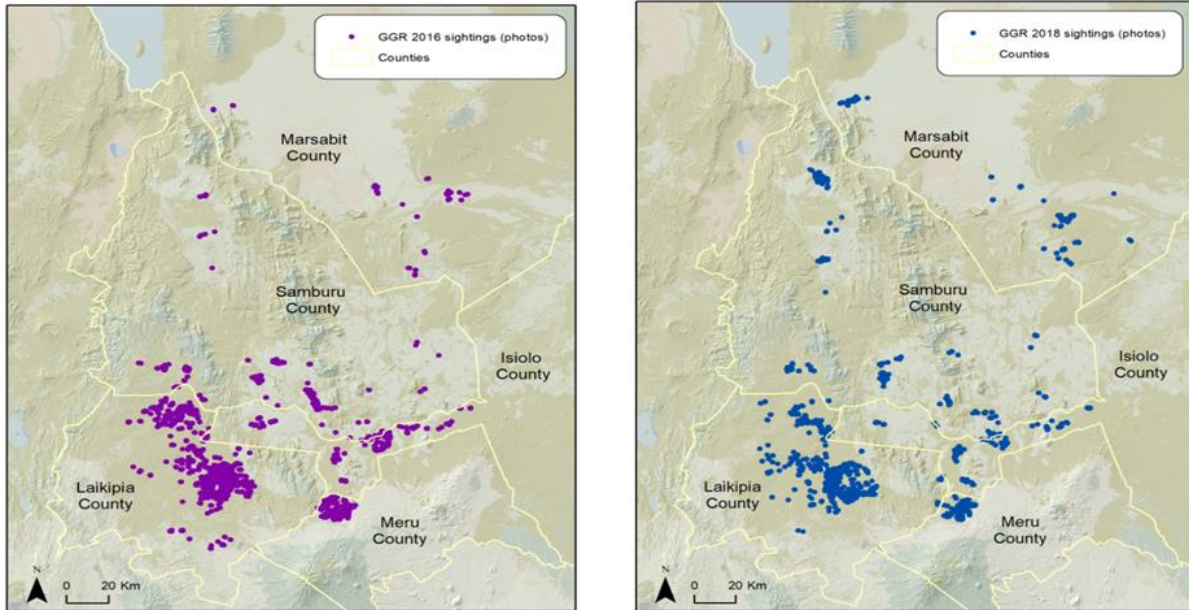 GGR 2016 sightings (photos)
Counties
Marsabit
County
Samburu
County
Isiolo
County
Laikipia
County
Meru
County
N
0 20 Km
GGR 2018 sightings (photos)
Counties
Marsabit
County
Samburu
County
Isiolo
County
Laikipia
County
Meru
County
N
0 20 Km